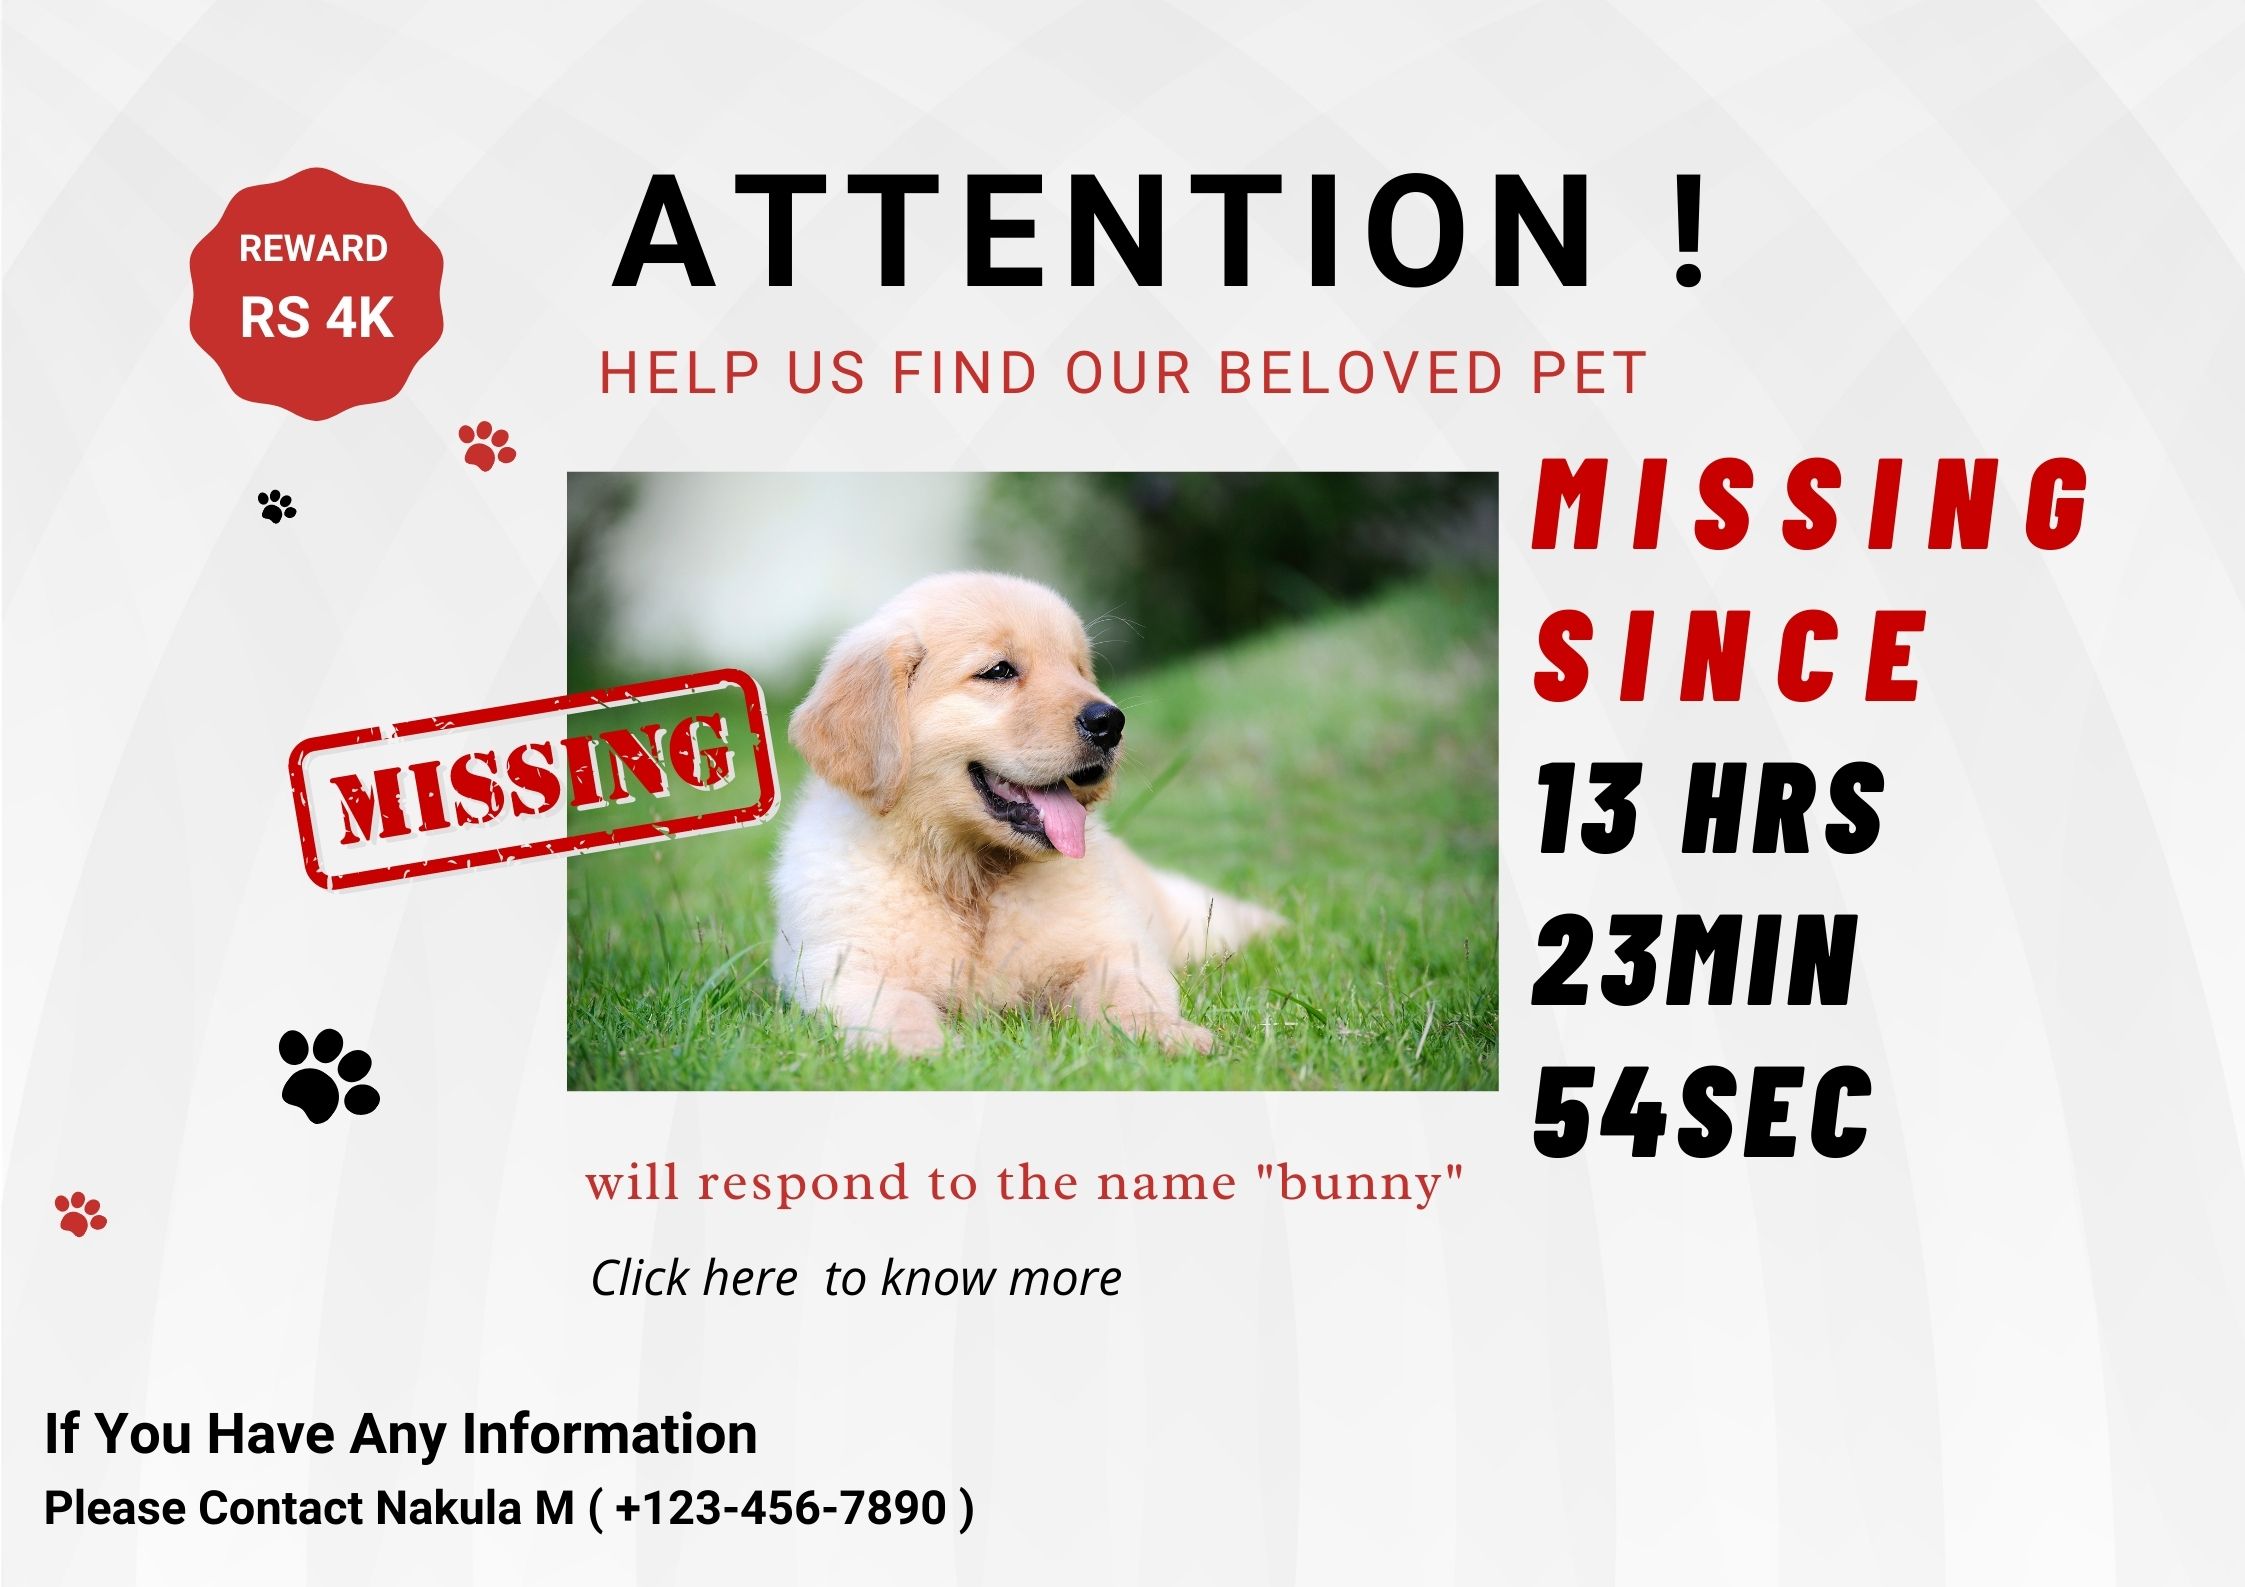 REWARD
RS 4K
ATTENTION !
HELP US FIND OUR BELOVED PET
MISSING
MISSING
SINCE
13 HRS
23MIN
54SEC
will respond to the name "bunny"
Click here  to know more
If You Have Any Information
Please Contact Nakula M ( +123-456-7890 )